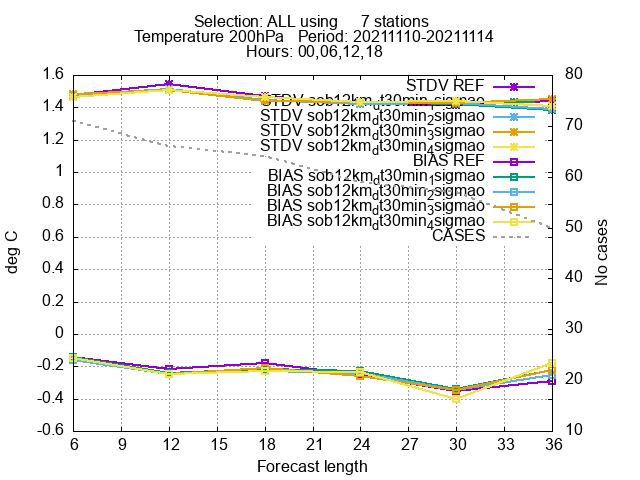 Selection: ALL using 7 stations
Temperature 200hPa Period: 20211110-20211114
Hours: 00,06,12,18
1.6
1.4
1.2
1
0.8
0.6
0.4
0.2
0
-0.2
-0.4
-0.6
deg C
STDV REF
STDV sob12km_dt30min_1sigmao
STDV sob12km_dt30min_2sigmao
STDV sob12km_dt30min_3sigmao
STDV sob12km_dt30min_4sigmao
BIAS REF
BIAS sob12km_dt30min_1sigmao
BIAS sob12km_dt30min_2sigmao
BIAS sob12km_dt30min_3sigmao
BIAS sob12km_dt30min_4sigmao
CASES
80
70
60
50
40
30
20
10
No cases
6 9 12 15 18 21 24 27 30 33 36
Forecast length